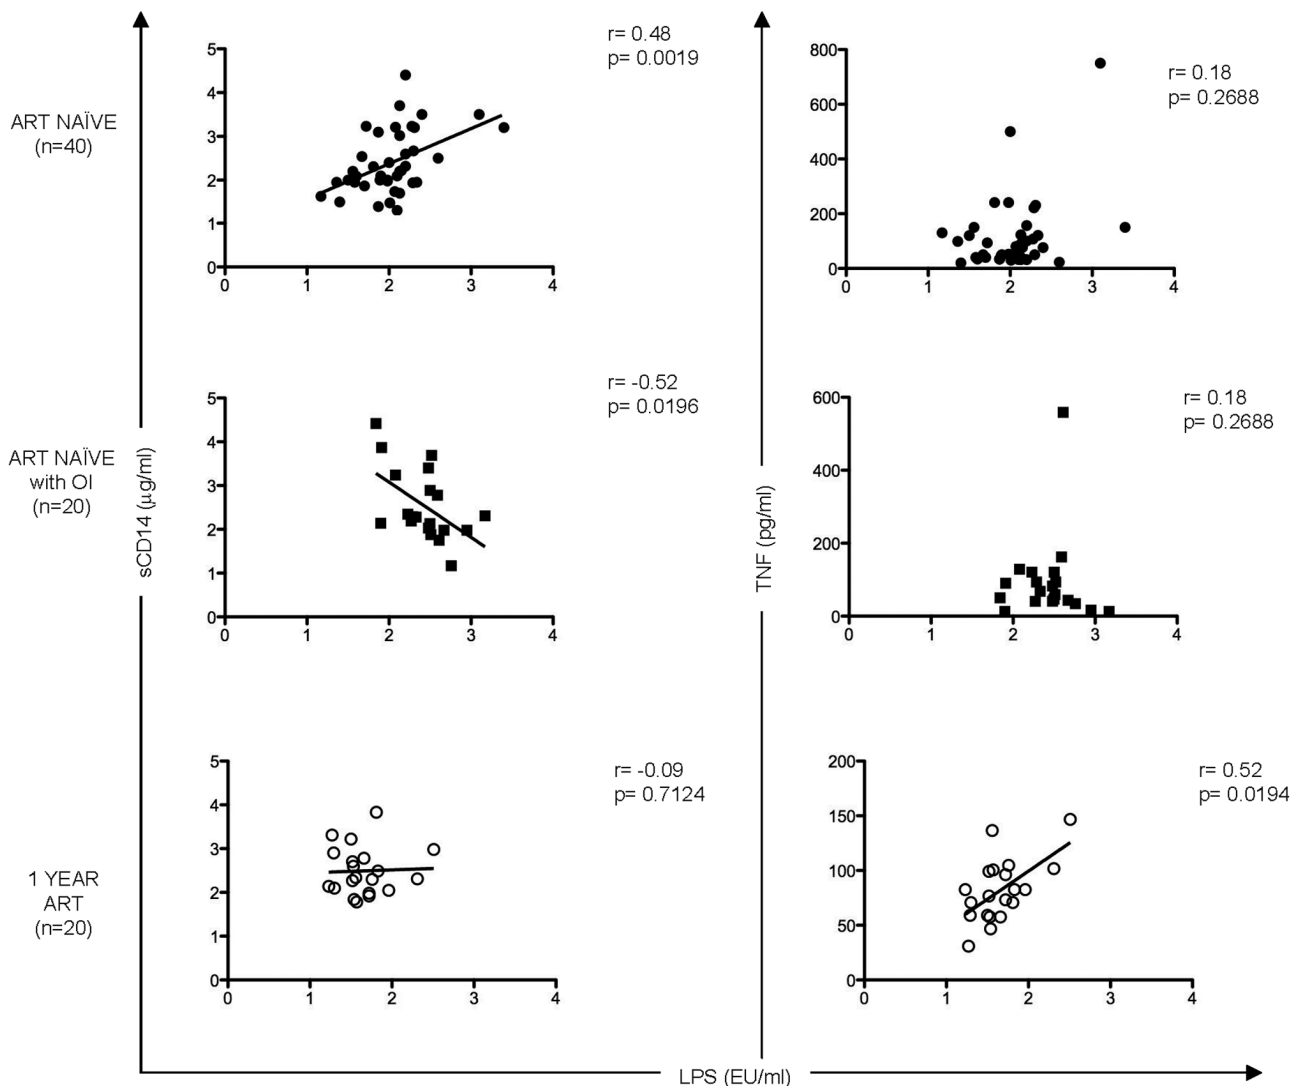 r= 0.48
p= 0.0019
5
4
3
2
1
0
0
1
2
3
4
r= 0.18
p= 0.2688
800
600
400
200
0
0
1
2
3
4
ART NAÏVE
(n=40)
r= -0.52
p= 0.0196
5
4
3
2
1
0
0
1
2
3
4
r= 0.18
p= 0.2688
600
400
200
0
0
1
2
3
4
ART NAÏVE
with OI
(n=20)
sCD14 (µg/ml)
TNF (pg/ml)
r= -0.09
p= 0.7124
5
4
3
2
1
0
0
1
2
3
4
r= 0.52
p= 0.0194
200
150
100
50
0
0
1
2
3
4
1 YEAR
ART
(n=20)
LPS (EU/ml)